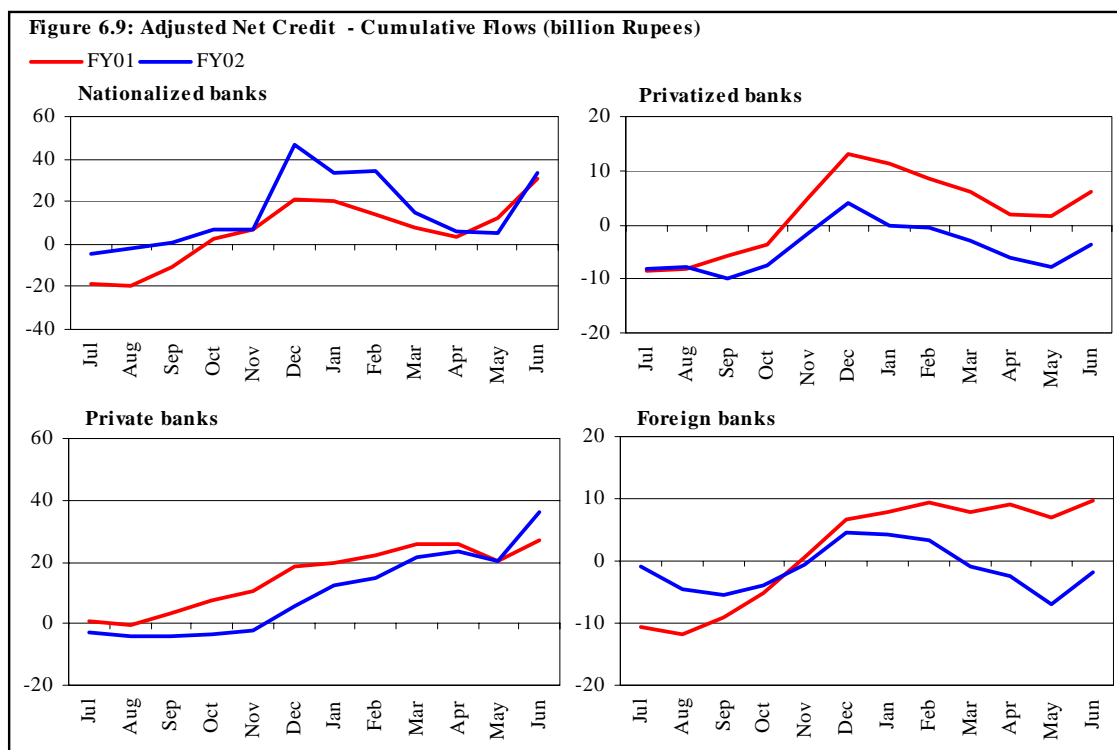 Figure 6.9: Adjusted Net Credit - Cumulative Flows (billion Rupees)
FY01 FY02
Nationalized banks
60
40
20
0
-20
-40
Jul Aug Sep Oct Nov Dec Jan Feb Mar Apr May Jun
Privatized banks
20
10
0
-10
-20
Jul Aug Sep Oct Nov Dec Jan Feb Mar Apr May Jun
Private banks
60
40
20
0
-20
Jul Aug Sep Oct Nov Dec Jan Feb Mar Apr May Jun
Foreign banks
20
10
0
-10
-20
Jul Aug Sep Oct Nov Dec Jan Feb Mar Apr May Jun